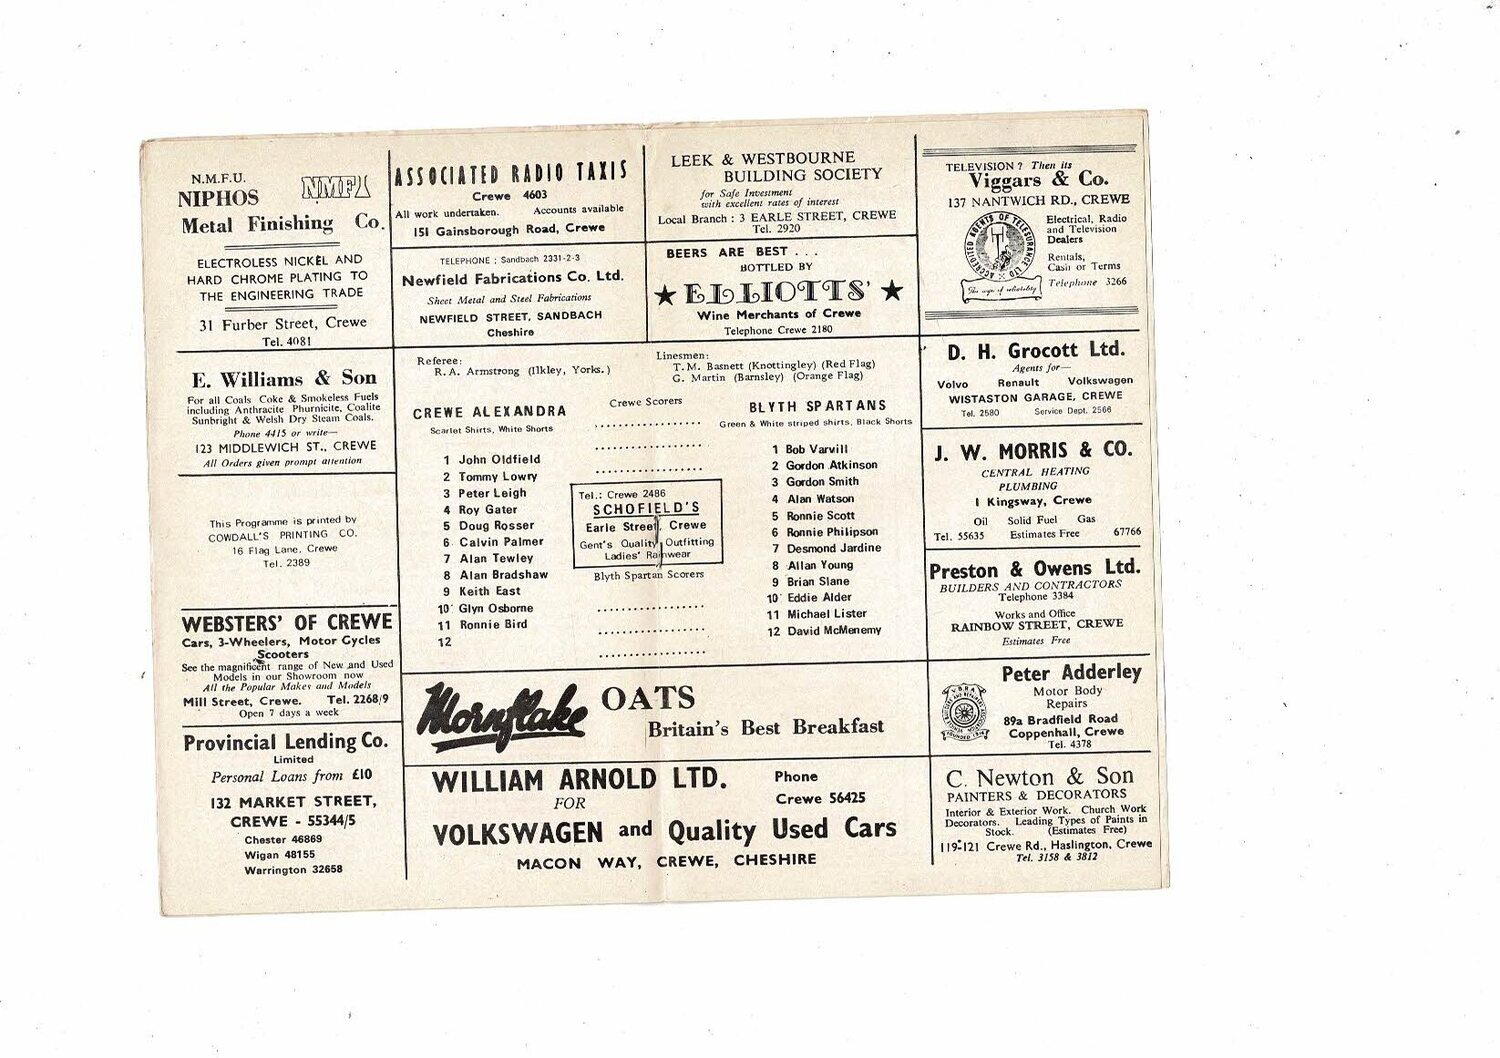 N.M.F.U.
NIPHOS
NMFU
Metal Finishing Co.
ELECTROLESS NICKEL AND
HARD CHROME PLATING TO
THE ENGINEERING TRADE
31 Furber Street, Crewe
Tel. 4081
E. Williams & Son
For all Coals Coke & Smokeless Fuels
including Anthracite Phurnicite, Coalite
Sunbright & Welsh Dry Steam Coals.
Phone 4415 or write—
123 MIDDLEWICH ST., CREWE
All Orders given prompt attention
This Programme is printed by
COWDALL'S PRINTING CO.
16 Flag Lane, Crewe
Tel. 2389
WEBSTERS' OF CREWE
Cars, 3-Wheelers, Motor Cycles
Scooters
See the magnificent range of New and Used
Models in our Showroom now
All the Popular Makes and Models
Mill Street, Crewe. Tel. 2268/9
Open 7 days a week
Provincial Lending Co.
Limited
Personal Loans from £10
132 MARKET STREET,
CREWE - 55344/5
Chester 46869
Wigan 48155
Warrington 32658
ASSOCIATED RADIO TAXIS
Crewe 4603
All work undertaken. Accounts available
151 Gainsborough Road, Crewe
TELEPHONE : Sandbach 2331-2-3
Newfield Fabrications Co. Ltd.
Sheet Metal and Steel Fabrications
NEWFIELD STREET, SANDBACH
Cheshire
LEEK & WESTBOURNE
BUILDING SOCIETY
for Safe Investment
with excellent rates of interest
Local Branch : 3 EARLE STREET, CREWE
Tel. 2920
BEERS ARE BEST . . .
BOTTLED BY
★ ELLIOTTS' ★
Wine Merchants of Crewe
Telephone Crewe 2180
Referee:
R. A. Armstrong (Ilkley, Yorks.)
Linesmen:
T. M. Basnett (Knottingley) (Red Flag)
G. Martin (Barnsley) (Orange Flag)
CREWE ALEXANDRA
Scarlet Shirts, White Shorts
1 John Oldfield
2 Tommy Lowry
3 Peter Leigh
4 Roy Gater
5 Doug Rosser
6 Calvin Palmer
7 Alan Tewley
8 Alan Bradshaw
9 Keith East
10 Glyn Osborne
11 Ronnie Bird
12
Crewe Scorers
Tel.: Crewe 2486
SCHOFIELD'S
Earle Street, Crewe
Gent's Quality Outfitting
Ladies' Rainwear
Blyth Spartan Scorers
BLYTH SPARTANS
Green & White striped shirts, Black Shorts
1 Bob Varvill
2 Gordon Atkinson
3 Gordon Smith
4 Alan Watson
5 Ronnie Scott
6 Ronnie Philipson
7 Desmond Jardine
8 Allan Young
9 Brian Slane
10 Eddie Alder
11 Michael Lister
12 David McMenemy
Mornflake OATS
Britain's Best Breakfast
WILLIAM ARNOLD LTD.
Phone
FOR
Crewe 56425
VOLKSWAGEN and Quality Used Cars
MACON WAY, CREWE, CHESHIRE
TELEVISION ? Then its
Viggars & Co.
137 NANTWICH RD., CREWE
ACCREDITED AGENTS OF TELESURANCE LTD
The sign of reliability
Electrical, Radio
and Television
Dealers
Rentals,
Cash or Terms
Telephone 3266
D. H. Grocott Ltd.
Agents for—
Volvo Renault Volkswagen
WISTASTON GARAGE, CREWE
Tel. 2580 Service Dept. 2566
J. W. MORRIS & CO.
CENTRAL HEATING
PLUMBING
1 Kingsway, Crewe
Oil Solid Fuel Gas
Tel. 55635 Estimates Free 67766
Preston & Owens Ltd.
BUILDERS AND CONTRACTORS
Telephone 3384
Works and Office
RAINBOW STREET, CREWE
Estimates Free
Peter Adderley
Motor Body
Repairs
89a Bradfield Road
Coppenhall, Crewe
Tel. 4378
C. Newton & Son
PAINTERS & DECORATORS
Interior & Exterior Work. Church Work
Decorators. Leading Types of Paints in
Stock. (Estimates Free)
119-121 Crewe Rd., Haslington, Crewe
Tel. 3158 & 3812